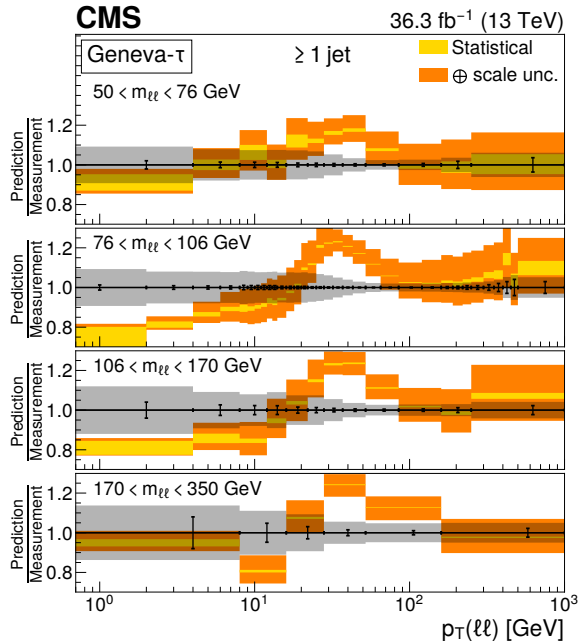 CMS 36.3 fb⁻¹ (13 TeV)
Geneva-τ ≥ 1 jet Statistical
⊕ scale unc.
50 < mℓℓ < 76 GeV
Prediction
Measurement
1.2
1.0
0.8
76 < mℓℓ < 106 GeV
Prediction
Measurement
1.2
1.0
0.8
106 < mℓℓ < 170 GeV
Prediction
Measurement
1.2
1.0
0.8
170 < mℓℓ < 350 GeV
Prediction
Measurement
1.2
1.0
0.8
1 10 10² 10³
pT(ℓℓ) [GeV]